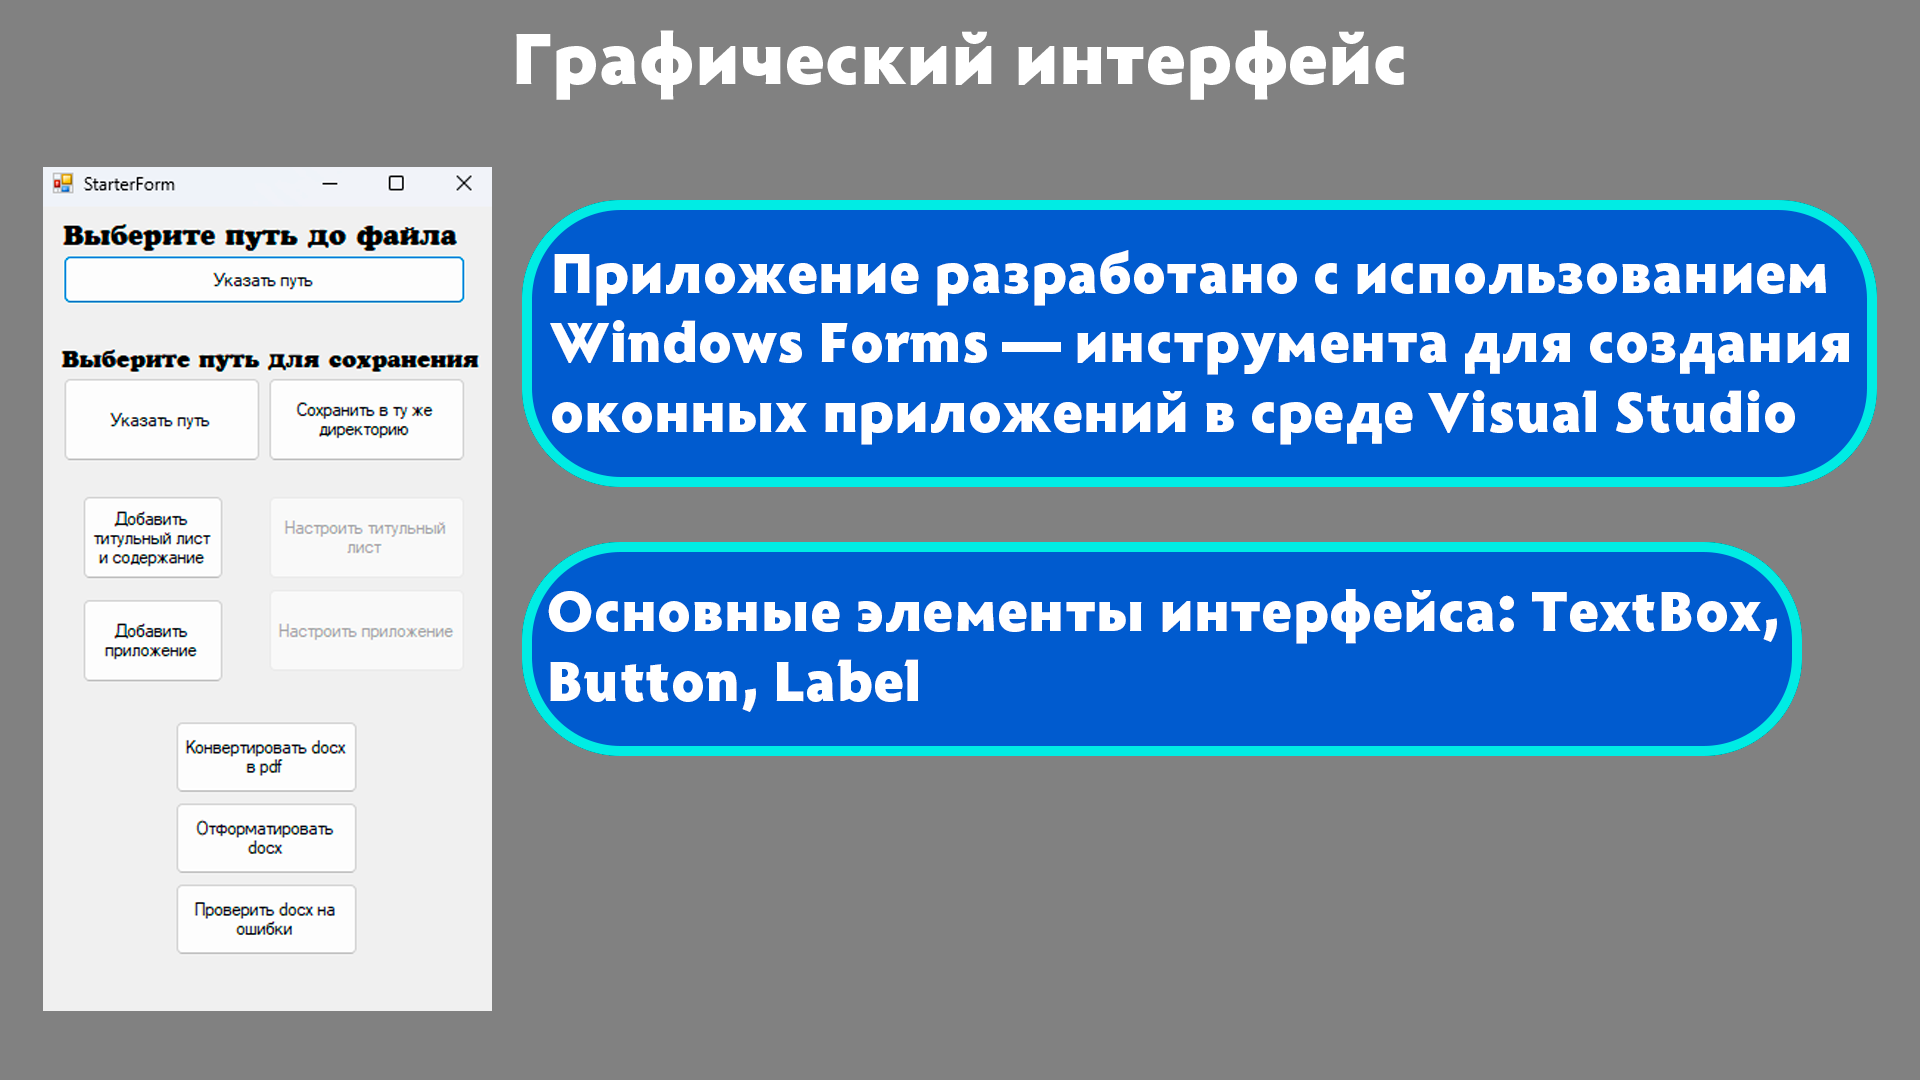 Графический интерфейс
StarterForm
Выберите путь до файла
Указать путь
Выберите путь для сохранения
Указать путь
Сохранить в ту же
директорию
Добавить
титульный лист
и содержание
Настроить титульный
лист
Добавить
приложение
Настроить приложение
Конвертировать docx
в pdf
Отформатировать
docx
Проверить docx на
ошибки
Приложение разработано с использованием
Windows Forms — инструмента для создания
оконных приложений в среде Visual Studio
Основные элементы интерфейса: TextBox,
Button, Label